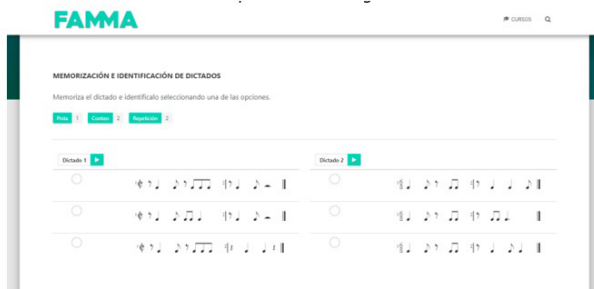 FAMMA
CURSOS
MEMORIZACIÓN E IDENTIFICACIÓN DE DICTADOS
Memoriza el dictado e identifícalo seleccionando una de las opciones.
Pista 1 Conteo 2 Repetición 2
Dictado 1
Dictado 2